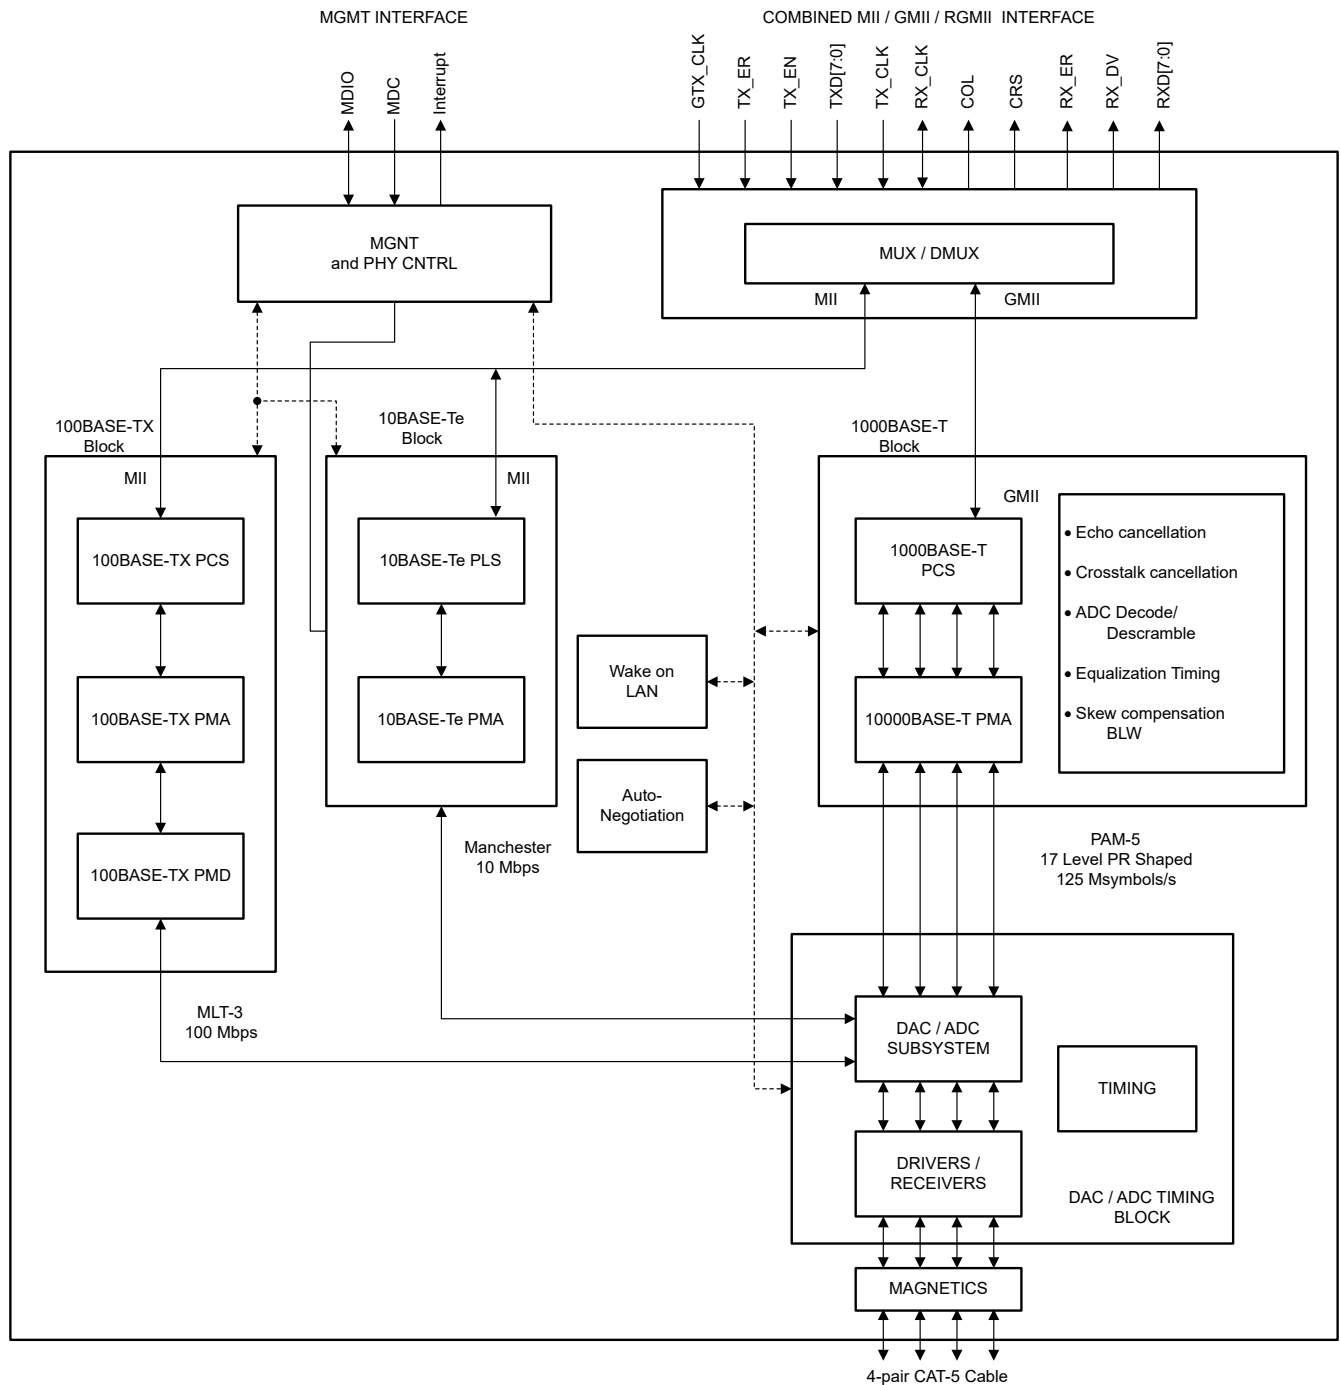 MGMT INTERFACE
COMBINED MII / GMII / RGMII INTERFACE
MDIO
MDC
Interrupt
GTX_CLK
TX_ER
TX_EN
TXD[7:0]
TX_CLK
RX_CLK
COL
CRS
RX_ER
RX_DV
RXD[7:0]
MGNT
and PHY CNTRL
MUX / DMUX
MII
GMII
100BASE-TX
Block
10BASE-Te
Block
1000BASE-T
Block
MII
MII
GMII
100BASE-TX PCS
10BASE-Te PLS
1000BASE-T
PCS
• Echo cancellation
• Crosstalk cancellation
• ADC Decode/
Descramble
• Equalization Timing
• Skew compensation
BLW
Wake on
LAN
100BASE-TX PMA
10BASE-Te PMA
10000BASE-T PMA
Auto-
Negotiation
Manchester
10 Mbps
PAM-5
17 Level PR Shaped
125 Msymbols/s
100BASE-TX PMD
MLT-3
100 Mbps
DAC / ADC
SUBSYSTEM
TIMING
DRIVERS /
RECEIVERS
DAC / ADC TIMING
BLOCK
MAGNETICS
4-pair CAT-5 Cable